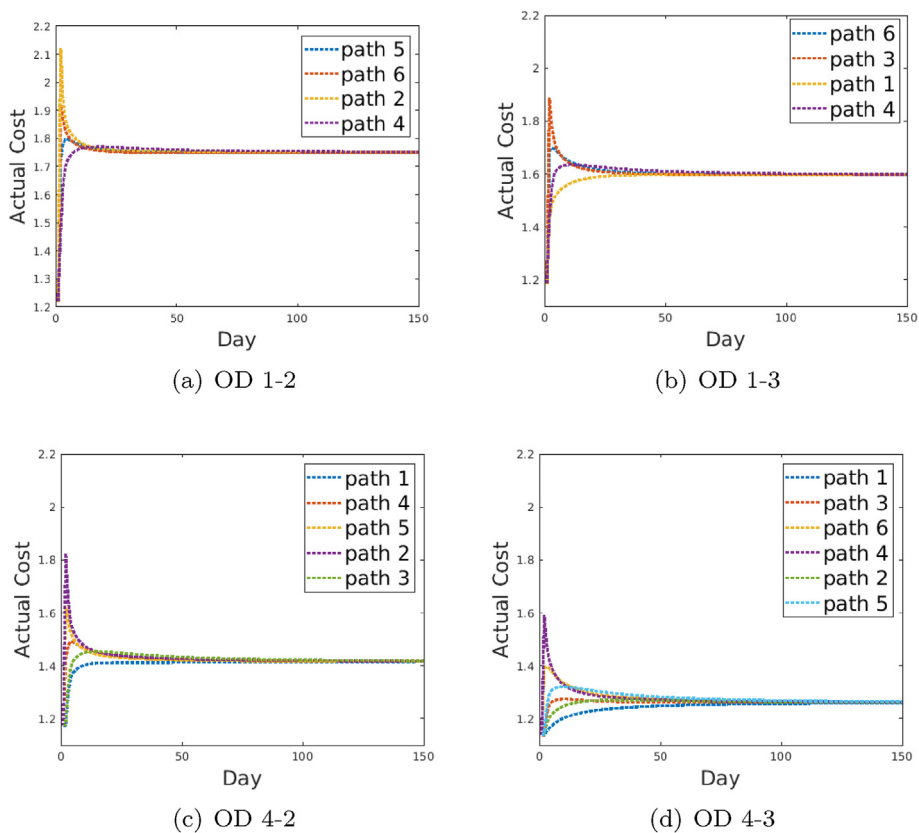 2.2
2.1
2
1.9
1.8
1.7
1.6
1.5
1.4
1.3
1.2
Actual Cost
path 5
path 6
path 2
path 4
0 50 100 150
Day
(a) OD 1-2
2.2
2
1.8
1.6
1.4
1.2
Actual Cost
path 6
path 3
path 1
path 4
0 50 100 150
Day
(b) OD 1-3
2.2
2
1.8
1.6
1.4
1.2
Actual Cost
path 1
path 4
path 5
path 2
path 3
0 50 100 150
Day
(c) OD 4-2
2.2
2
1.8
1.6
1.4
1.2
Actual Cost
path 1
path 3
path 6
path 4
path 2
path 5
0 50 100 150
Day
(d) OD 4-3